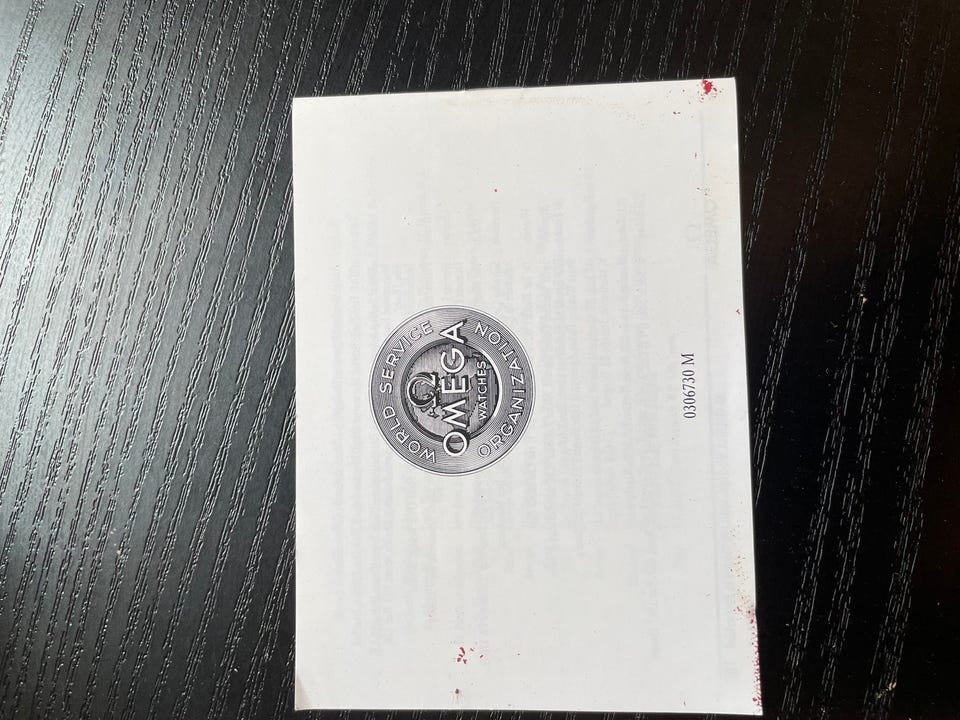 WORLD SERVICE
Ω
OMEGA
WATCHES
ORGANIZATION
0306730 M